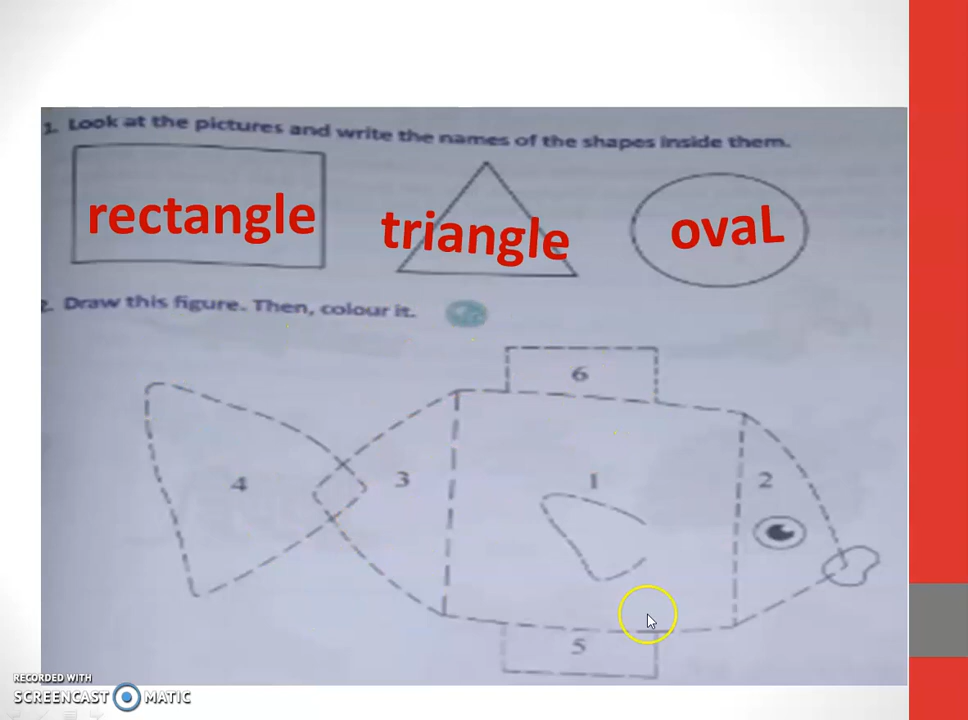 1. Look at the pictures and write the names of the shapes inside them.
rectangle triangle ovaL
2. Draw this figure. Then, colour it.
6
4 3 1 2
5
RECORDED WITH
SCREENCAST MATIC